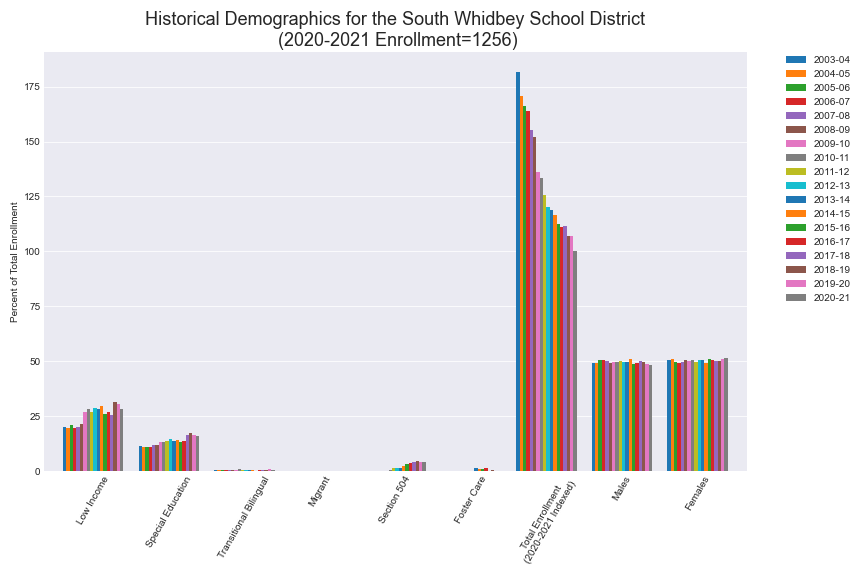 Historical Demographics for the South Whidbey School District
(2020-2021 Enrollment=1256)
Percent of Total Enrollment
175
150
125
100
75
50
25
0
Low Income
Special Education
Transitional Bilingual
Migrant
Section 504
Foster Care
Total Enrollment
(2020-2021 Indexed)
Males
Females
2003-04
2004-05
2005-06
2006-07
2007-08
2008-09
2009-10
2010-11
2011-12
2012-13
2013-14
2014-15
2015-16
2016-17
2017-18
2018-19
2019-20
2020-21